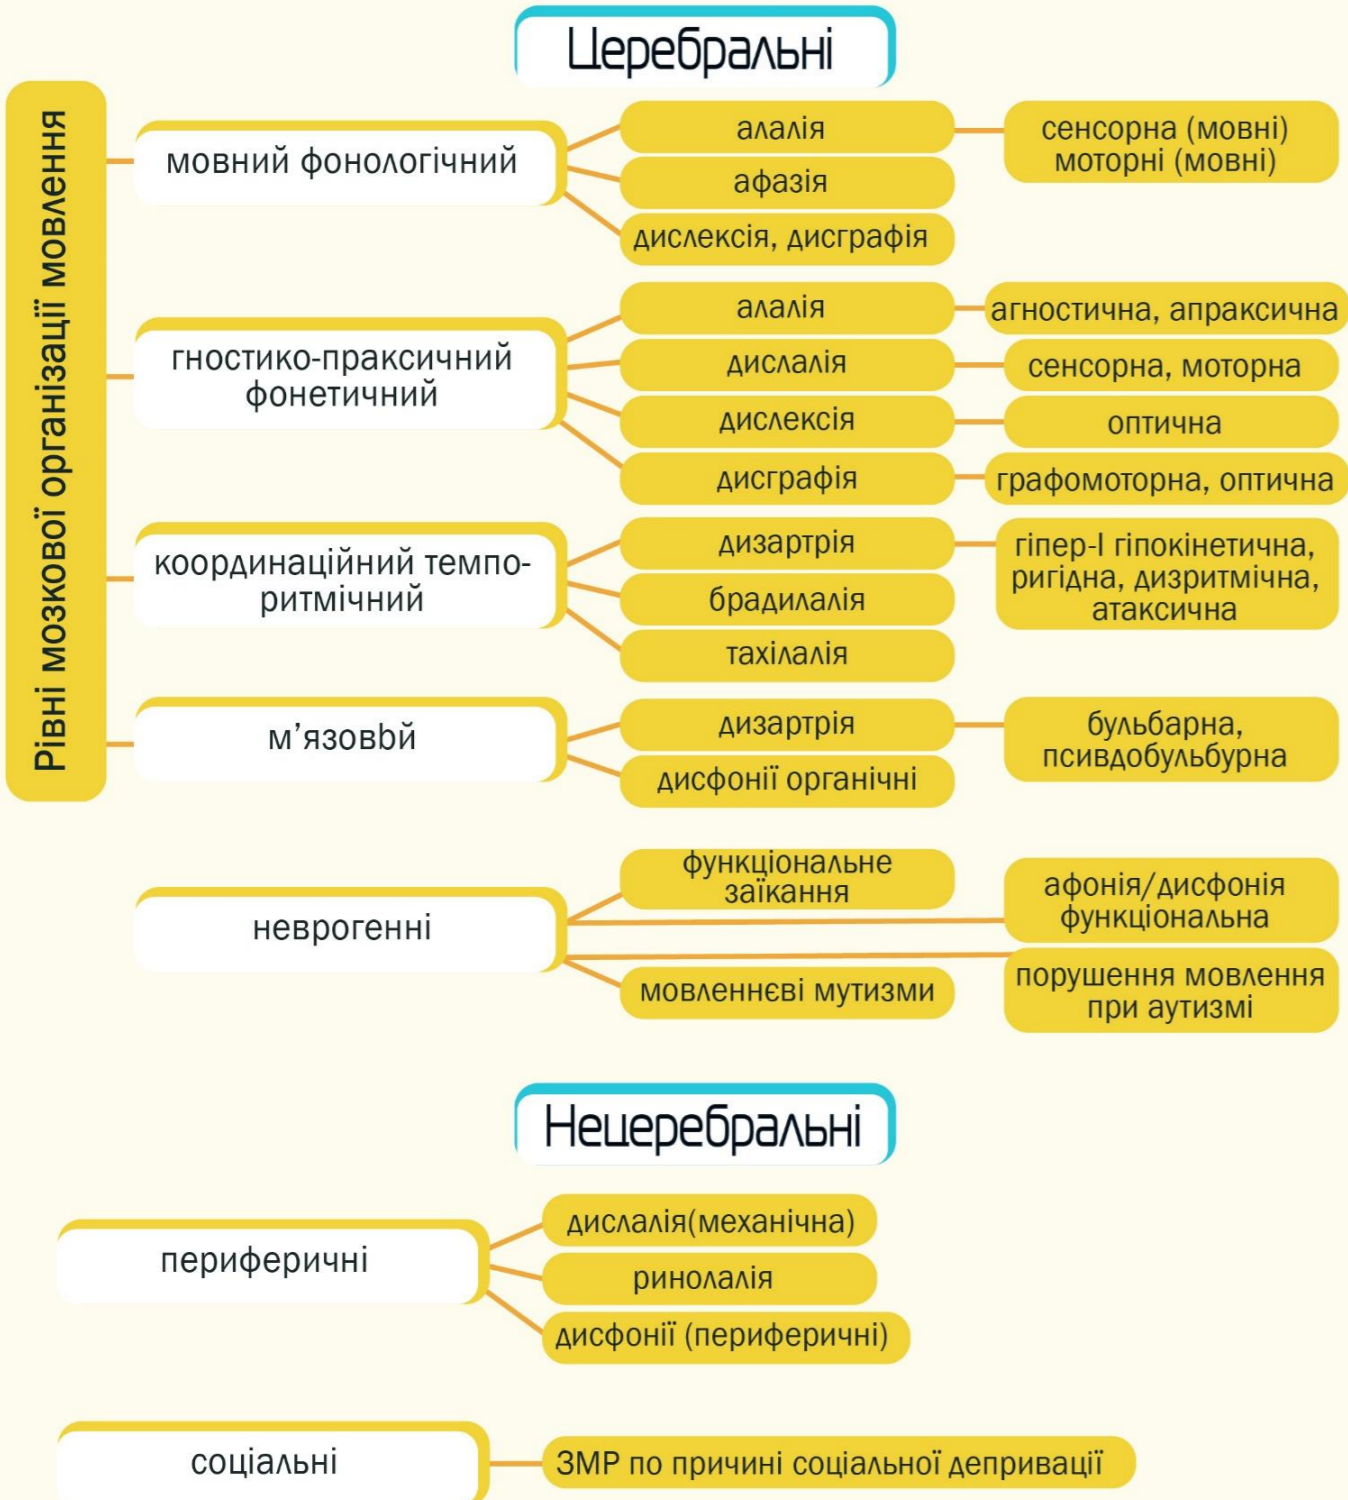 Церебральні
Рівні мозкової організації мовлення
мовний фонологічний
алалія
сенсорна (мовні)
моторні (мовні)
афазія
дислексія, дисграфія
гностико-праксичний
фонетичний
алалія
агностична, апраксична
дислалія
сенсорна, моторна
дислексія
оптична
дисграфія
графомоторна, оптична
координаційний темпо-
ритмічний
дизартрія
гіпер-І гіпокінетична,
ригідна, дизритмічна,
атаксична
брадилалія
тахілалія
м’язовьй
дизартрія
бульбарна,
псивдобульбурна
дисфонії органічні
неврогенні
функціональне
заїкання
афонія/дисфонія
функціональна
мовленнєві мутизми
порушення мовлення
при аутизмі
Нецеребральні
периферичні
дислалія(механічна)
ринолалія
дисфонії (периферичні)
соціальні
ЗМР по причині соціальної депривації